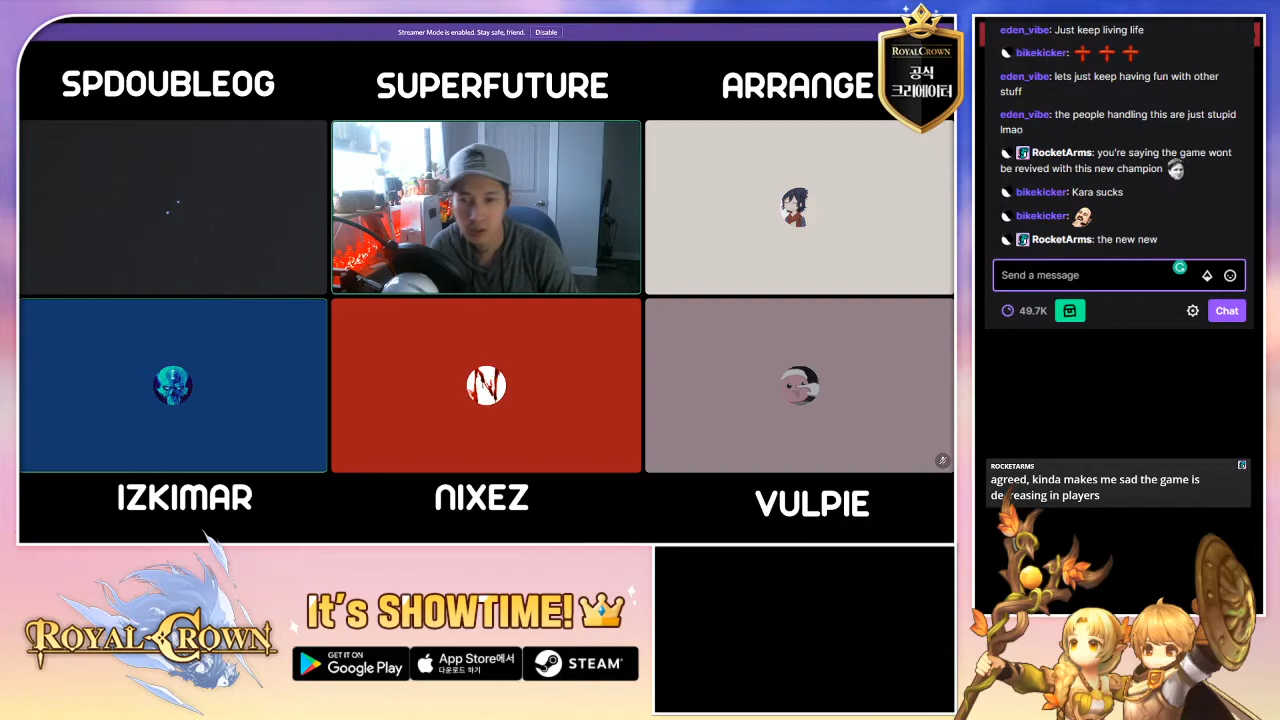 Streamer Mode is enabled. Stay safe, friend. Disable
SPDOUBLEOG
SUPERFUTURE
ARRANGE
ROYALCROWN
공식
크리에이터
IZKIMAR
NIXEZ
VULPIE
eden_vibe: Just keep living life
bikekicker:
eden_vibe: lets just keep having fun with other
stuff
eden_vibe: the people handling this are just stupid
lmao
RocketArms: you're saying the game wont
be revived with this new champion
bikekicker: Kara sucks
bikekicker:
RocketArms: the new new
Send a message
49.7K
Chat
ROCKETARMS
agreed, kinda makes me sad the game is
decreasing in players
ROYAL CROWN
It's SHOWTIME!
GET IT ON
Google Play
App Store에서
다운로드 하기
STEAM